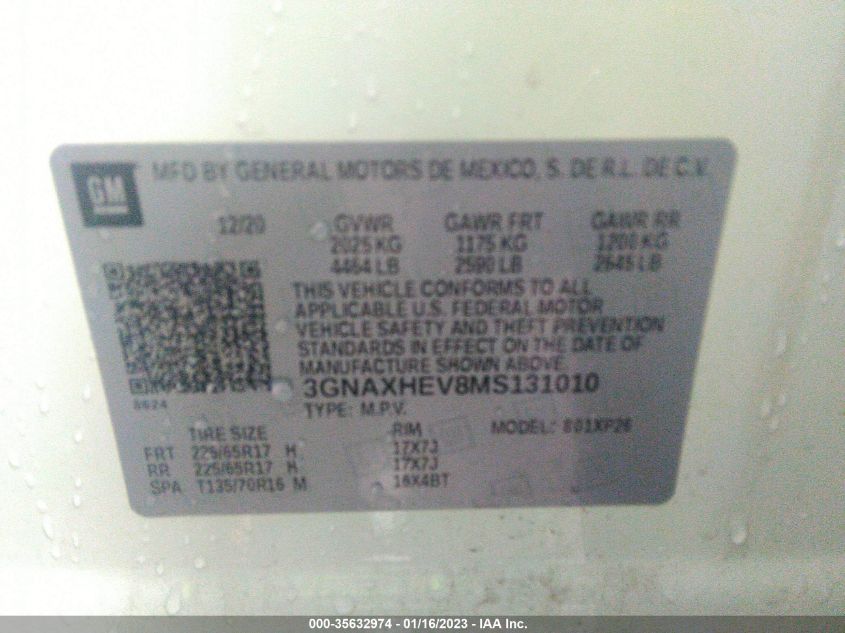 GM
MFD BY GENERAL MOTORS DE MEXICO, S. DE R.L. DE C.V.
12/20 GVWR GAWR FRT GAWR RR
2025 KG 1175 KG 1200 KG
4464 LB 2590 LB 2645 LB
THIS VEHICLE CONFORMS TO ALL
APPLICABLE U.S. FEDERAL MOTOR
VEHICLE SAFETY AND THEFT PREVENTION
STANDARDS IN EFFECT ON THE DATE OF
MANUFACTURE SHOWN ABOVE.
3GNAXHEV8MS131010
8624
TYPE: M.P.V.
TIRE SIZE RIM MODEL: 801XP26
FRT 225/65R17 H 17X7J
RR 225/65R17 H 17X7J
SPA T135/70R16 M 16X4BT
000-35632974 - 01/16/2023 - IAA Inc.